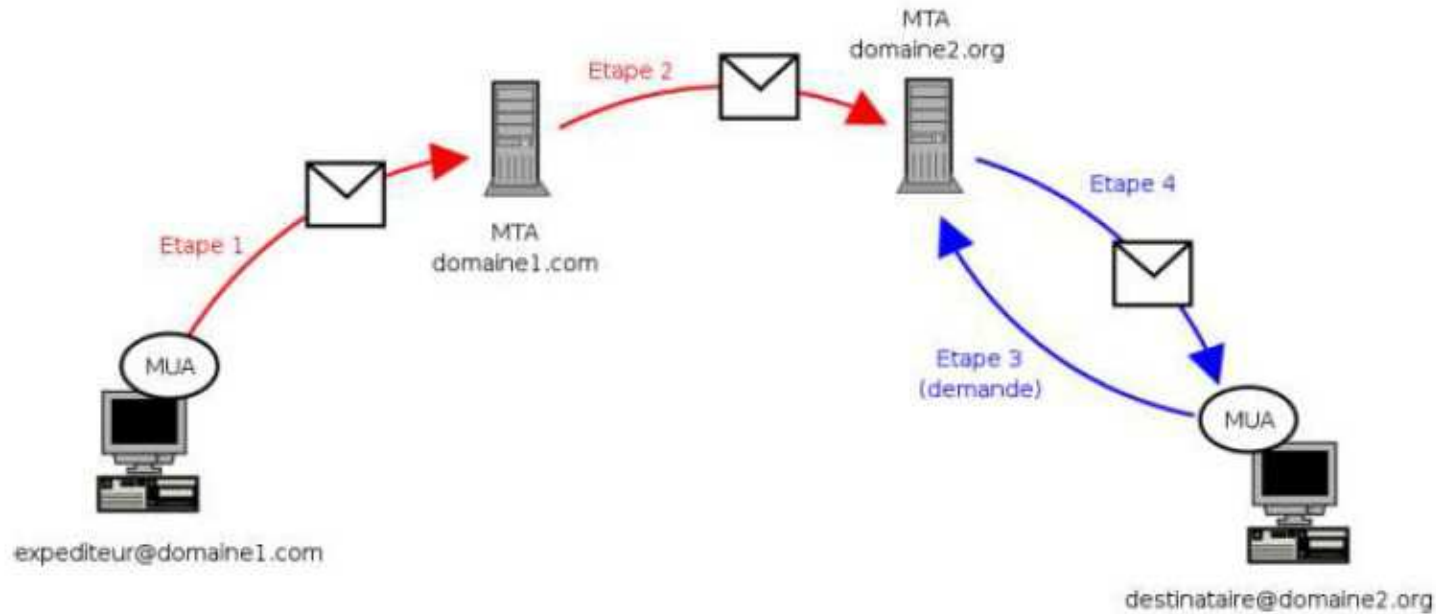 MTA
domaine2.org
Etape 2
Etape 4
Etape 1
MTA
domaine1.com
Etape 3
(demande)
MUA
MUA
expediteur@domaine1.com
destinataire@domaine2.org